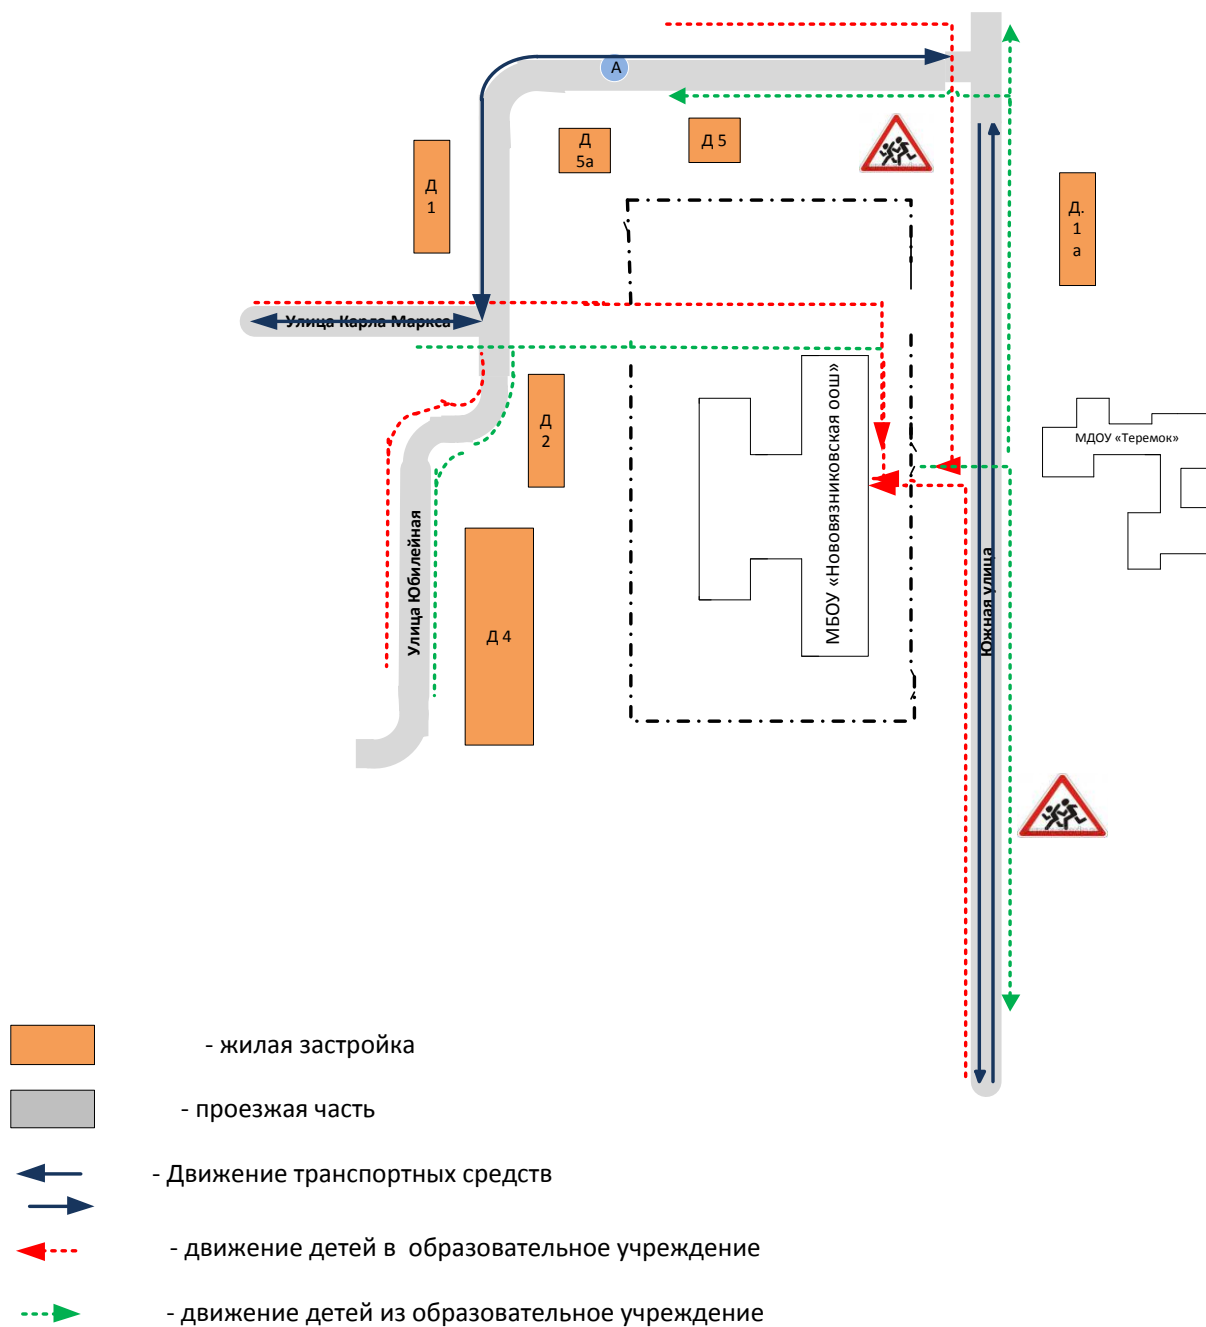 А
Д
5а
Д 5
Д
1
Д.
1
а
Улица Карла Маркса
Д
2
МДОУ «Теремок»
МБОУ «Нововязниковская оош»
Улица Юбилейная
Южная улица
Д 4
- жилая застройка
- проезжая часть
- Движение транспортных средств
- движение детей в образовательное учреждение
- движение детей из образовательное учреждение